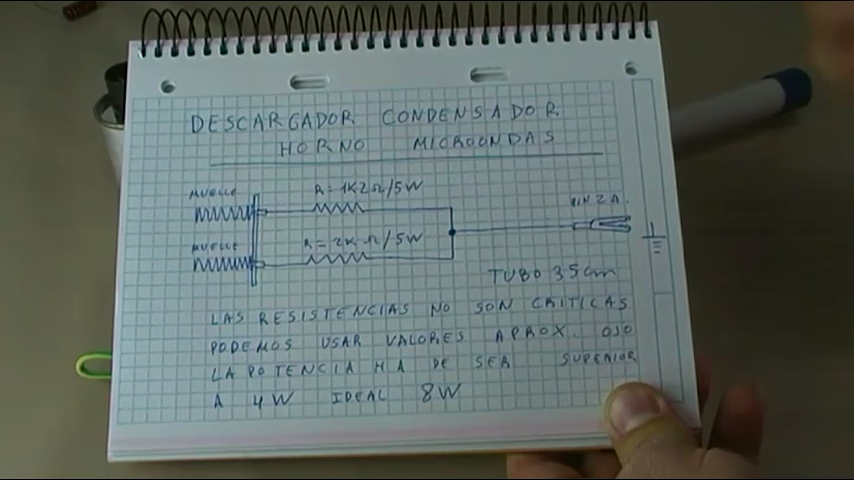 DESCARGADOR CONDENSADOR
HORNO MICROONDAS
MUELLE
R = 1K2Ω/5W
PINZA.
MUELLE
R = 2K Ω/5W
TUBO 35cm
LAS RESISTENCIAS NO SON CRITICAS
PODEMOS USAR VALORES APROX. OJO
LA POTENCIA HA DE SER SUPERIOR
A 4W IDEAL 8W